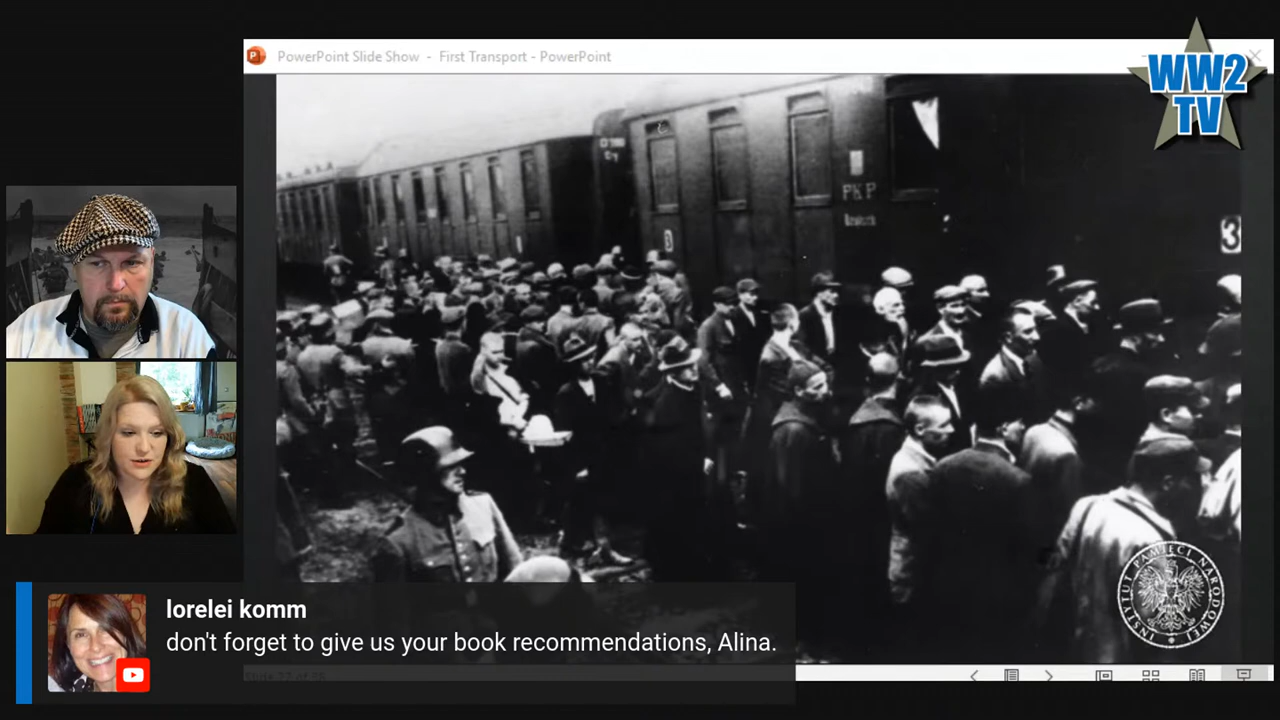 PowerPoint Slide Show - First Transport - PowerPoint
WW2
TV
PKP
3
3
INSTYTUT PAMIĘCI NARODOWEJ
lorelei komm
don't forget to give us your book recommendations, Alina.